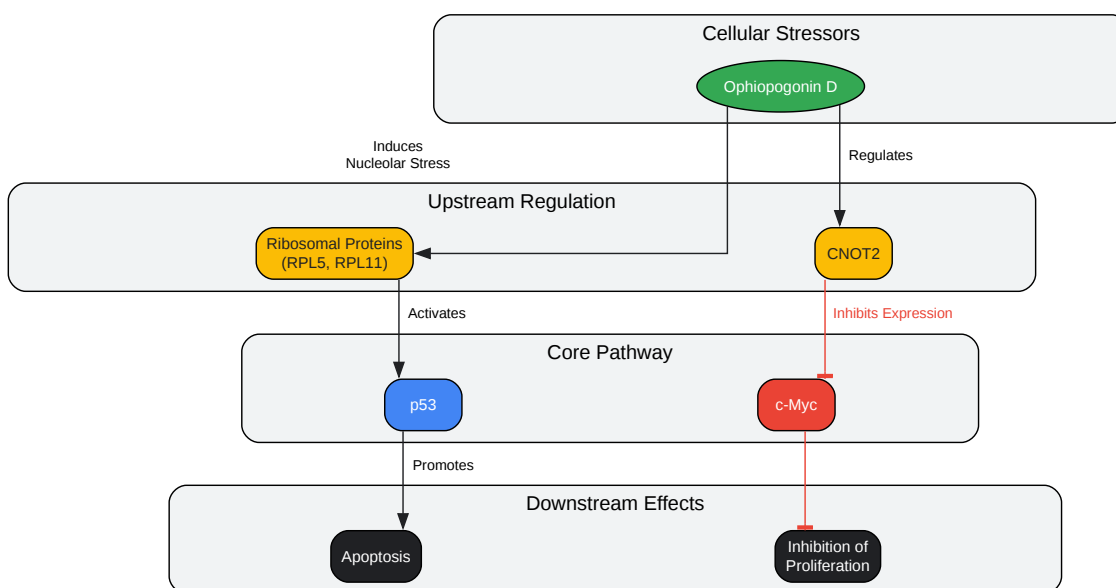 Cellular Stressors
Ophiopogonin D
Induces
Nucleolar Stress
Regulates
Upstream Regulation
Ribosomal Proteins
(RPL5, RPL11)
CNOT2
Activates
Inhibits Expression
Core Pathway
p53
c-Myc
Promotes
Downstream Effects
Apoptosis
Inhibition of
Proliferation